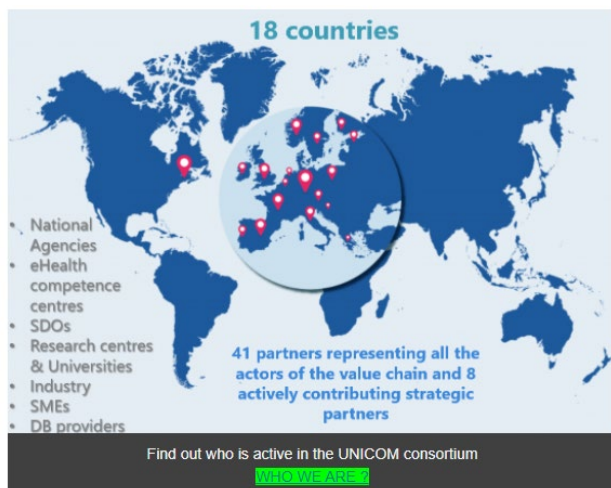 18 countries
National
Agencies
eHealth
competence
centres
SDOs
Research centres
& Universities
Industry
SMEs
DB providers
41 partners representing all the
actors of the value chain and 8
actively contributing strategic
partners
Find out who is active in the UNICOM consortium
WHO WE ARE ?